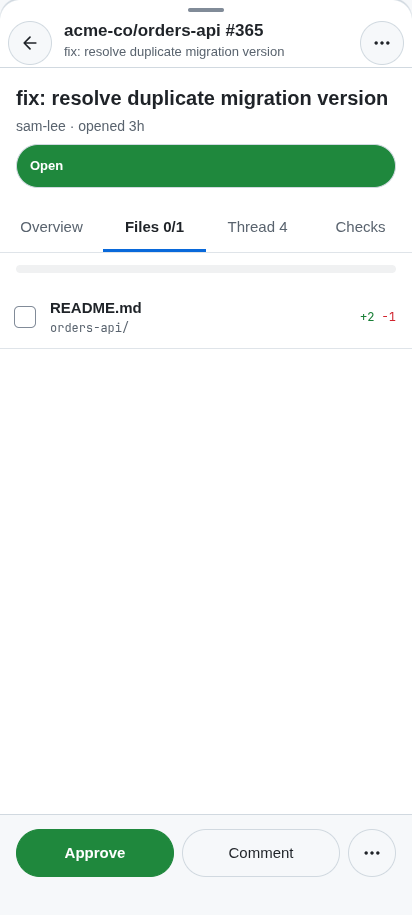 acme-co/orders-api #365
fix: resolve duplicate migration version
fix: resolve duplicate migration version
sam-lee · opened 3h
Open
Overview Files 0/1 Thread 4 Checks
README.md
orders-api/
+2 -1
Approve Comment